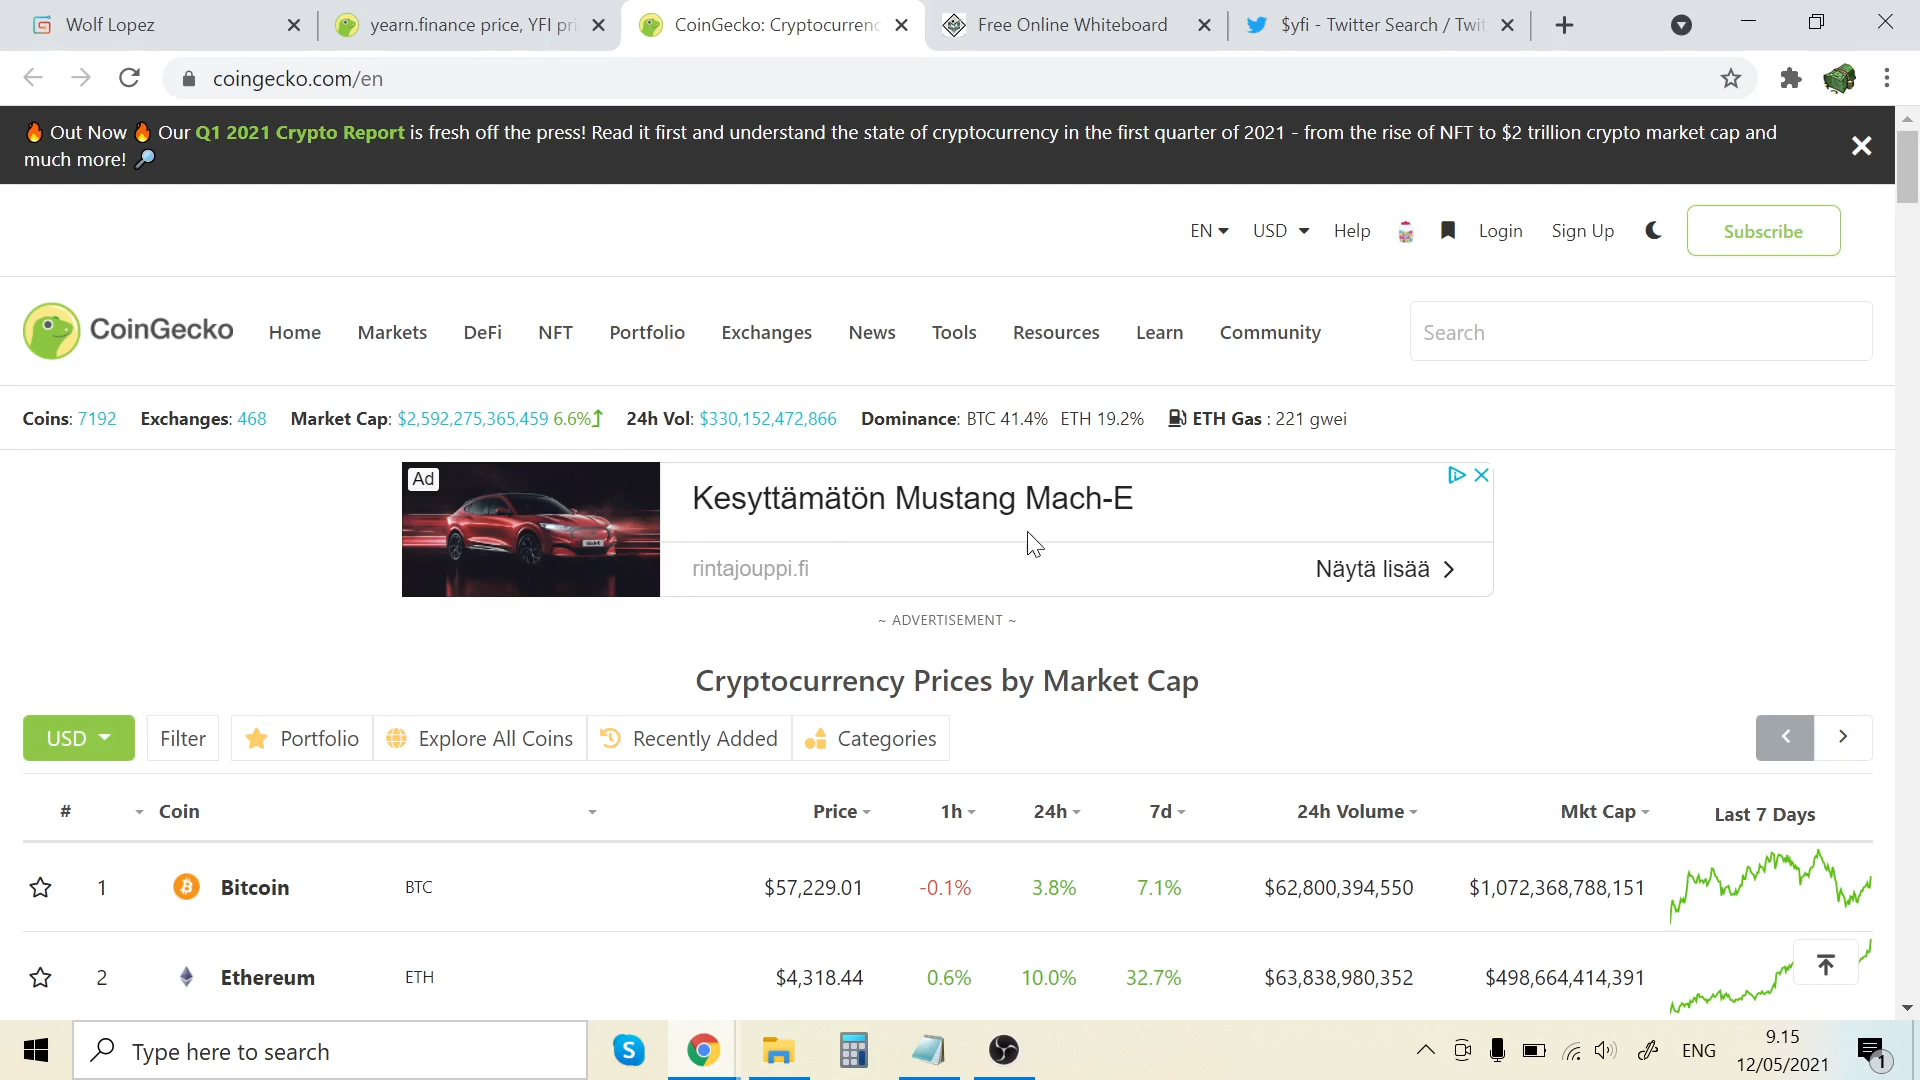 Wolf Lopez
yearn.finance price, YFI pri
CoinGecko: Cryptocurrenc
Free Online Whiteboard
$yfi - Twitter Search / Twit
coingecko.com/en
🔥 Out Now 🔥 Our Q1 2021 Crypto Report is fresh off the press! Read it first and understand the state of cryptocurrency in the first quarter of 2021 - from the rise of NFT to $2 trillion crypto market cap and
much more! 🔎
EN USD Help Login Sign Up Subscribe
CoinGecko Home Markets DeFi NFT Portfolio Exchanges News Tools Resources Learn Community Search
Coins: 7192 Exchanges: 468 Market Cap: $2,592,275,365,459 6.6% 24h Vol: $330,152,472,866 Dominance: BTC 41.4% ETH 19.2% ETH Gas : 221 gwei
Ad
Kesyttämätön Mustang Mach-E
rintajouppi.fi Näytä lisää
~ ADVERTISEMENT ~
Cryptocurrency Prices by Market Cap
USD Filter Portfolio Explore All Coins Recently Added Categories
# Coin Price 1h 24h 7d 24h Volume Mkt Cap Last 7 Days
1 Bitcoin BTC $57,229.01 -0.1% 3.8% 7.1% $62,800,394,550 $1,072,368,788,151
2 Ethereum ETH $4,318.44 0.6% 10.0% 32.7% $63,838,980,352 $498,664,414,391
Type here to search
ENG
9.15
12/05/2021
1